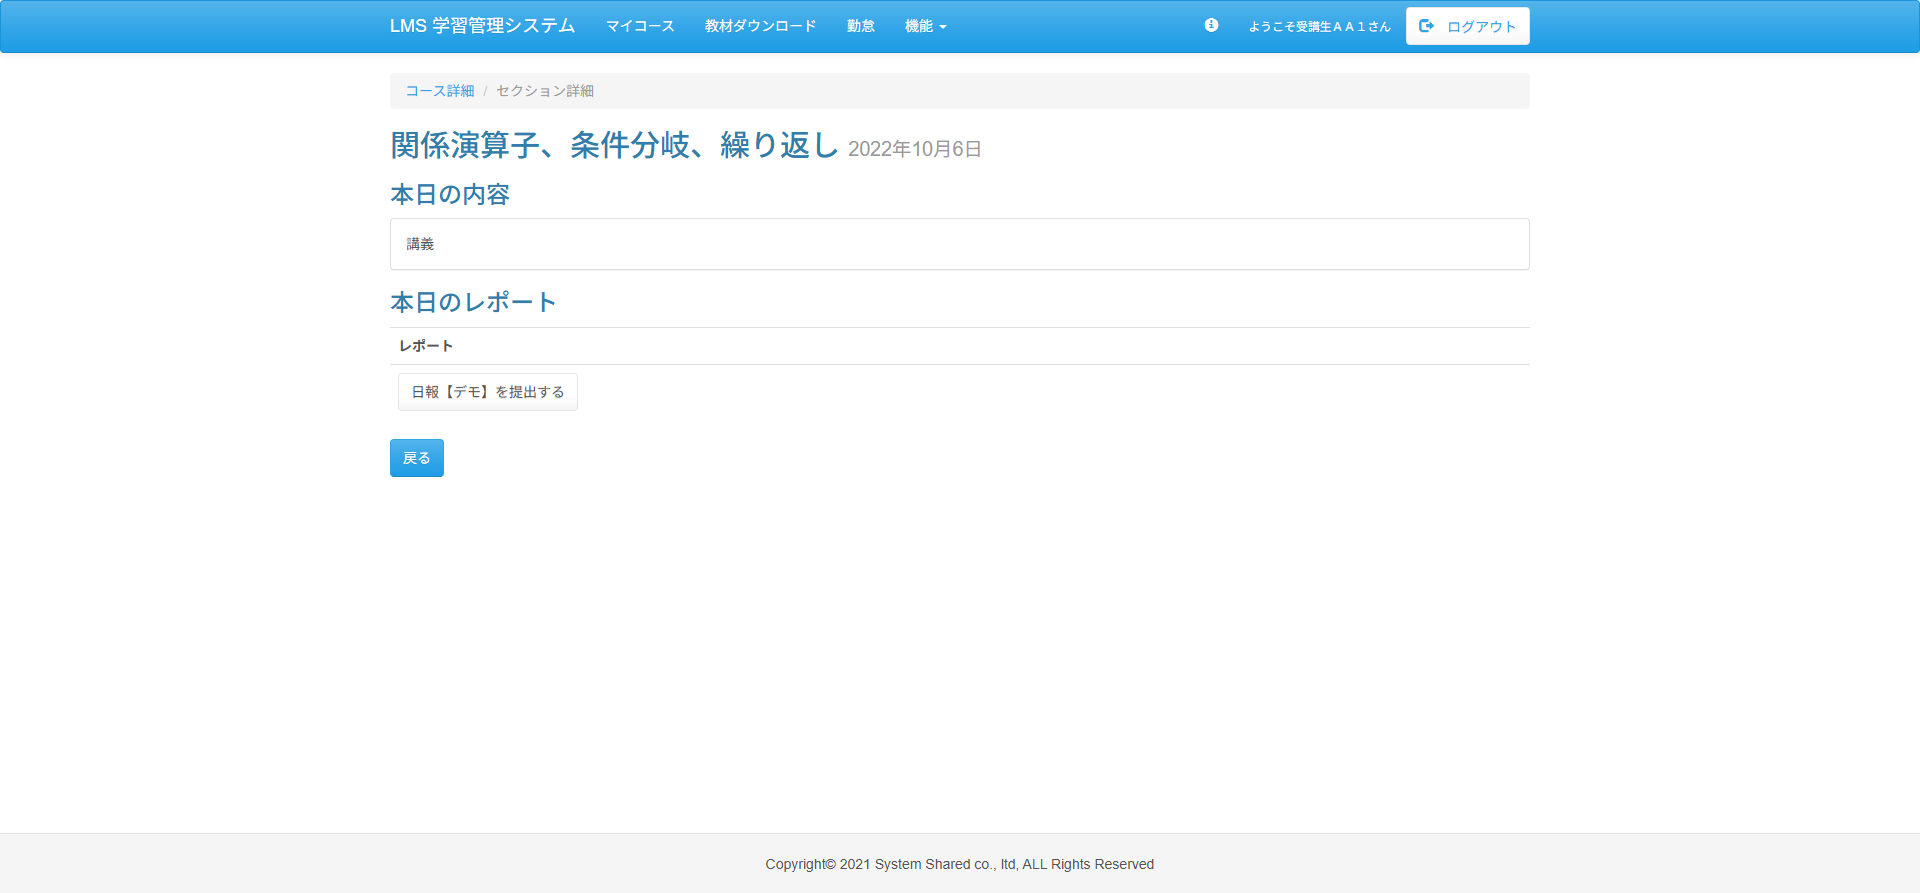 LMS 学習管理システム マイコース 教材ダウンロード 勤怠 機能 ようこそ受講生ＡＡ１さん ログアウト
コース詳細 / セクション詳細
関係演算子、条件分岐、繰り返し 2022年10月6日
本日の内容
講義
本日のレポート
レポート
日報【デモ】を提出する
戻る
Copyright© 2021 System Shared co., ltd, ALL Rights Reserved